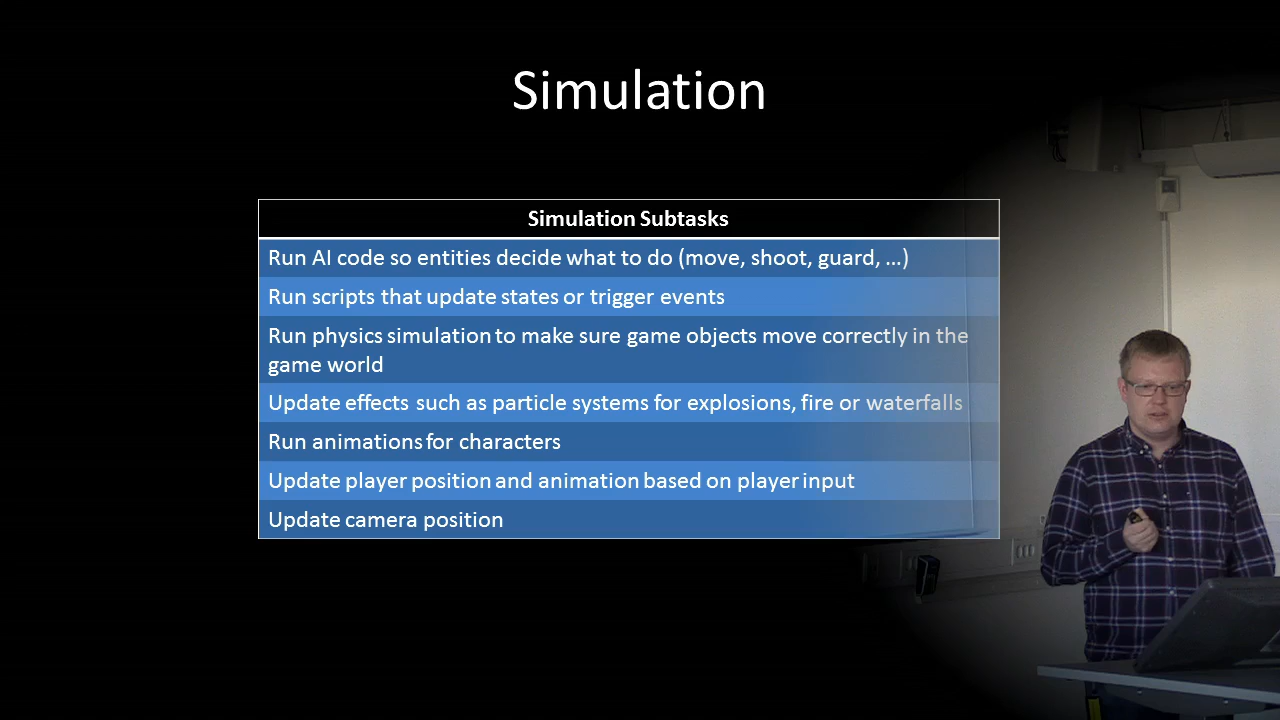 Simulation
Simulation Subtasks
Run AI code so entities decide what to do (move, shoot, guard, ...)
Run scripts that update states or trigger events
Run physics simulation to make sure game objects move correctly in the
game world
Update effects such as particle systems for explosions, fire or waterfalls
Run animations for characters
Update player position and animation based on player input
Update camera position